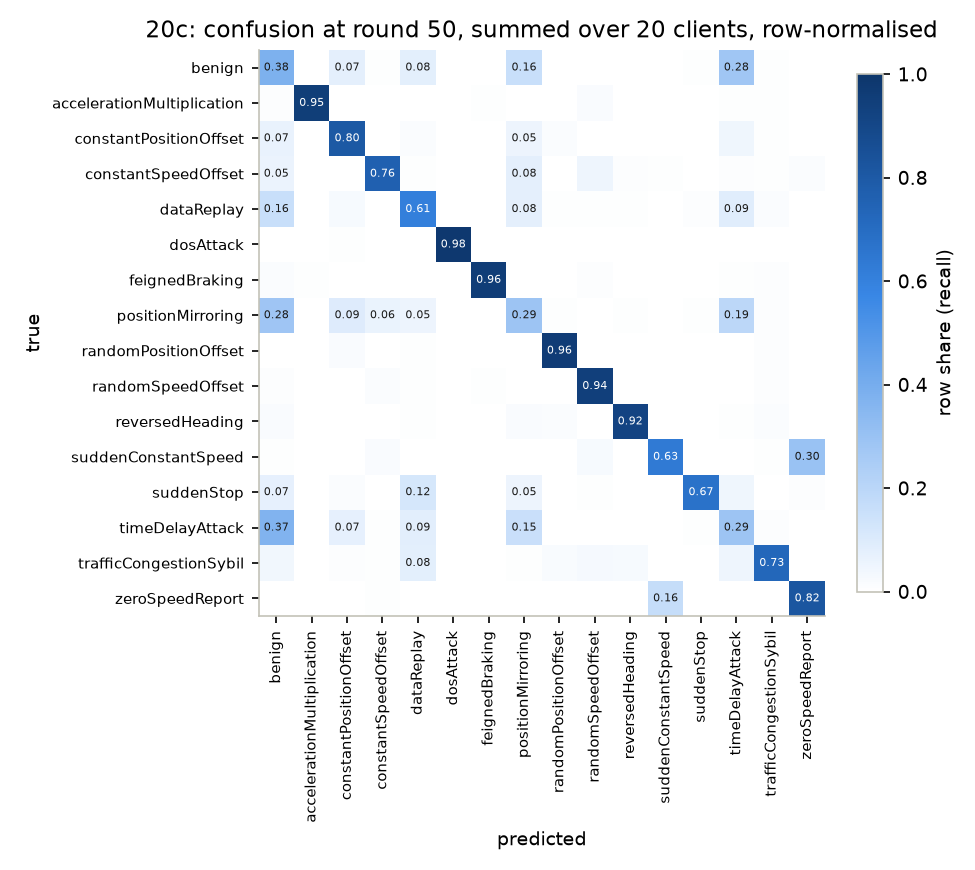 20c: confusion at round 50, summed over 20 clients, row-normalised
benign 0.38 0.07 0.08 0.16 0.28
accelerationMultiplication 0.95
constantPositionOffset 0.07 0.80 0.05
constantSpeedOffset 0.05 0.76 0.08
dataReplay 0.16 0.61 0.08 0.09
dosAttack 0.98
feignedBraking 0.96
positionMirroring 0.28 0.09 0.06 0.05 0.29 0.19
randomPositionOffset 0.96
randomSpeedOffset 0.94
reversedHeading 0.92
suddenConstantSpeed 0.63 0.30
suddenStop 0.07 0.12 0.05 0.67
timeDelayAttack 0.37 0.07 0.09 0.15 0.29
trafficCongestionSybil 0.08 0.73
zeroSpeedReport 0.16 0.82
true
benign
accelerationMultiplication
constantPositionOffset
constantSpeedOffset
dataReplay
dosAttack
feignedBraking
positionMirroring
randomPositionOffset
randomSpeedOffset
reversedHeading
suddenConstantSpeed
suddenStop
timeDelayAttack
trafficCongestionSybil
zeroSpeedReport
predicted
1.0
0.8
0.6
0.4
0.2
0.0
row share (recall)